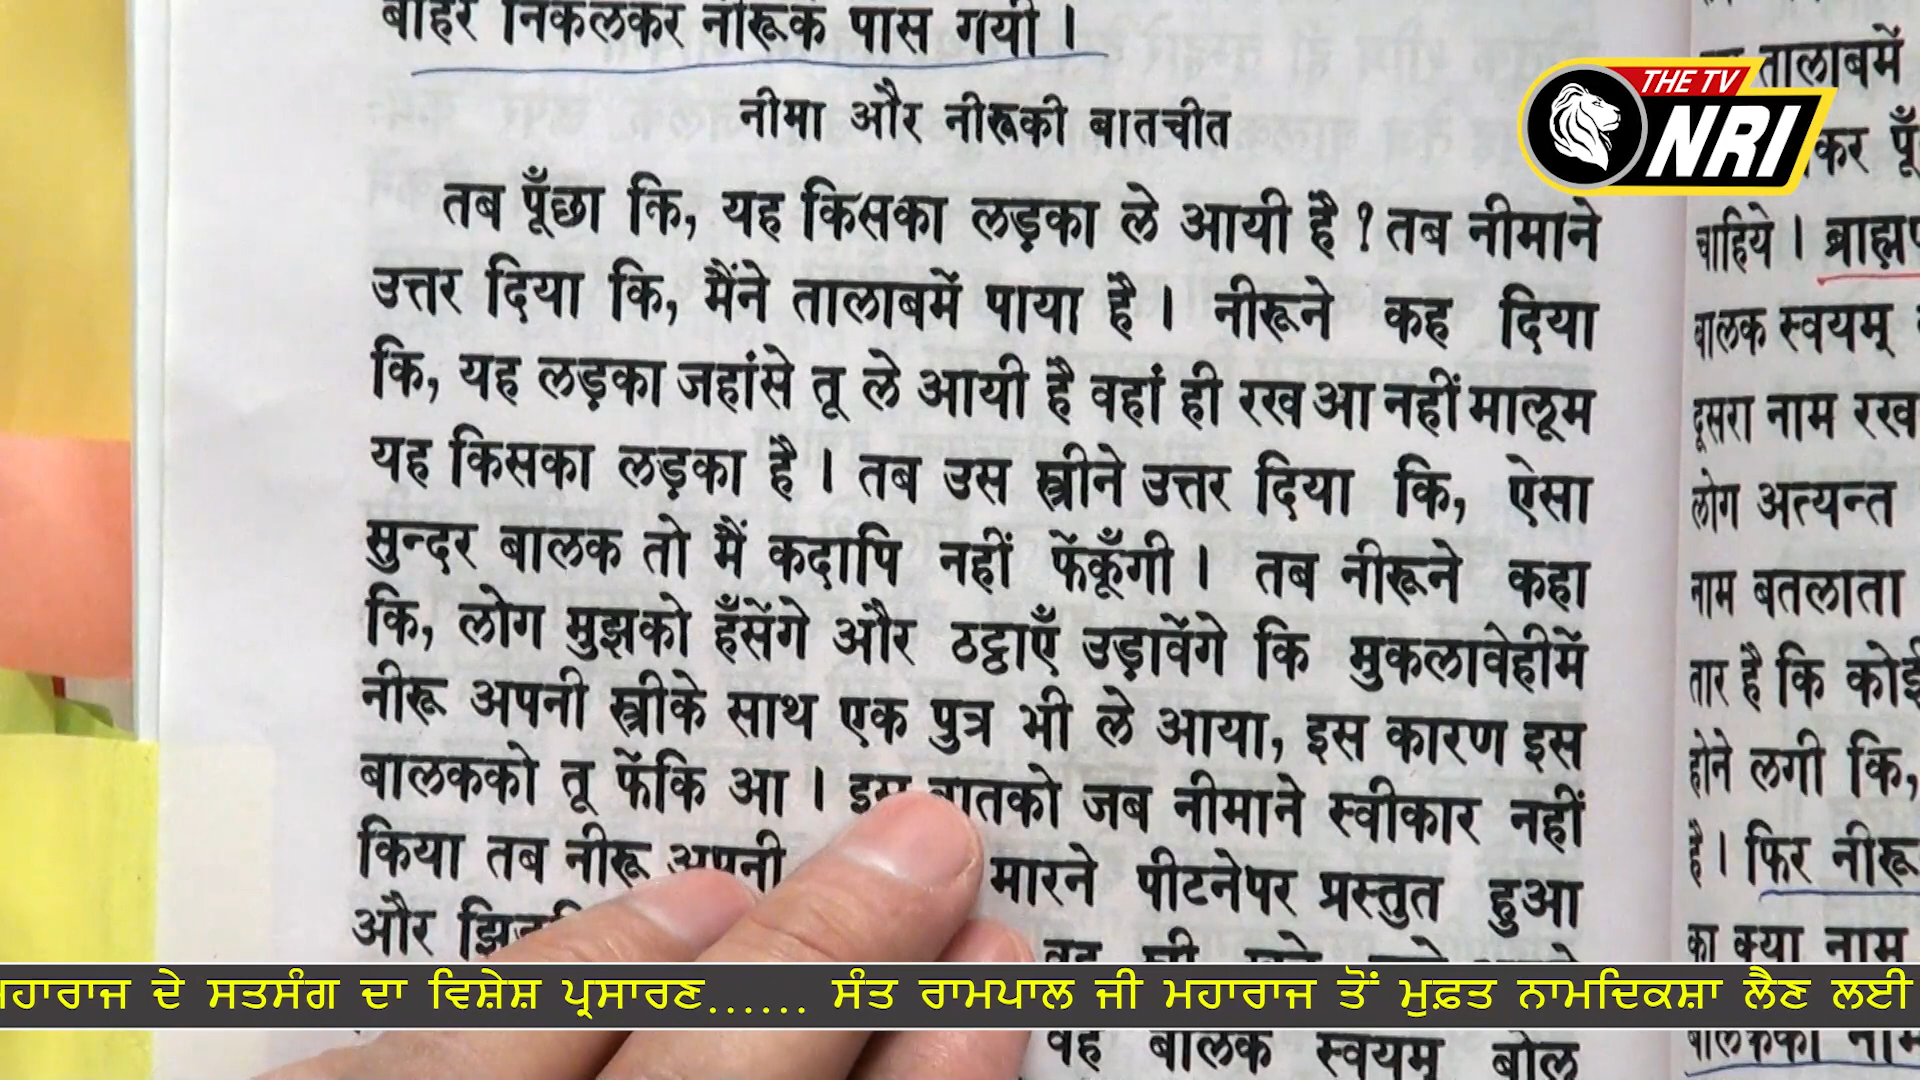 बाहर निकलकर नीरूके पास गयी ।
नीमा और नीरूकी बातचीत
तब पूँछा कि, यह किसका लड़का ले आयी है ? तब नीमाने
उत्तर दिया कि, मैंने तालाबमें पाया है । नीरूने कह दिया
कि, यह लड़का जहांसे तू ले आयी है वहां ही रख आ नहीं मालूम
यह किसका लड़का है । तब उस स्त्रीने उत्तर दिया कि, ऐसा
सुन्दर बालक तो मैं कदापि नहीं फेंकूँगी । तब नीरूने कहा
कि, लोग मुझको हँसेंगे और ठट्ठाएँ उड़ावेंगे कि मुकलावेहीमें
नीरू अपनी स्त्रीके साथ एक पुत्र भी ले आया, इस कारण इस
बालकको तू फेंकि आ । इस बातको जब नीमाने स्वीकार नहीं
किया तब नीरू अपनी मारने पीटनेपर प्रस्तुत हुआ
और
वह बालक स्वयम् बोल
तालाबमें
कर
चाहिये ।
बालक स्वयम्
दूसरा नाम रख
लोग अत्यन्त
नाम बतलाता
तार है कि कोई
होने लगी कि,
है । फिर नीरू
का क्या नाम
बालकका नाम
THE TV
NRI
ਮਹਾਰਾਜ ਦੇ ਸਤਸੰਗ ਦਾ ਵਿਸ਼ੇਸ਼ ਪ੍ਰਸਾਰਣ...... ਸੰਤ ਰਾਮਪਾਲ ਜੀ ਮਹਾਰਾਜ ਤੋਂ ਮੁਫ਼ਤ ਨਾਮਦਿਕਸ਼ਾ ਲੈਣ ਲਈ